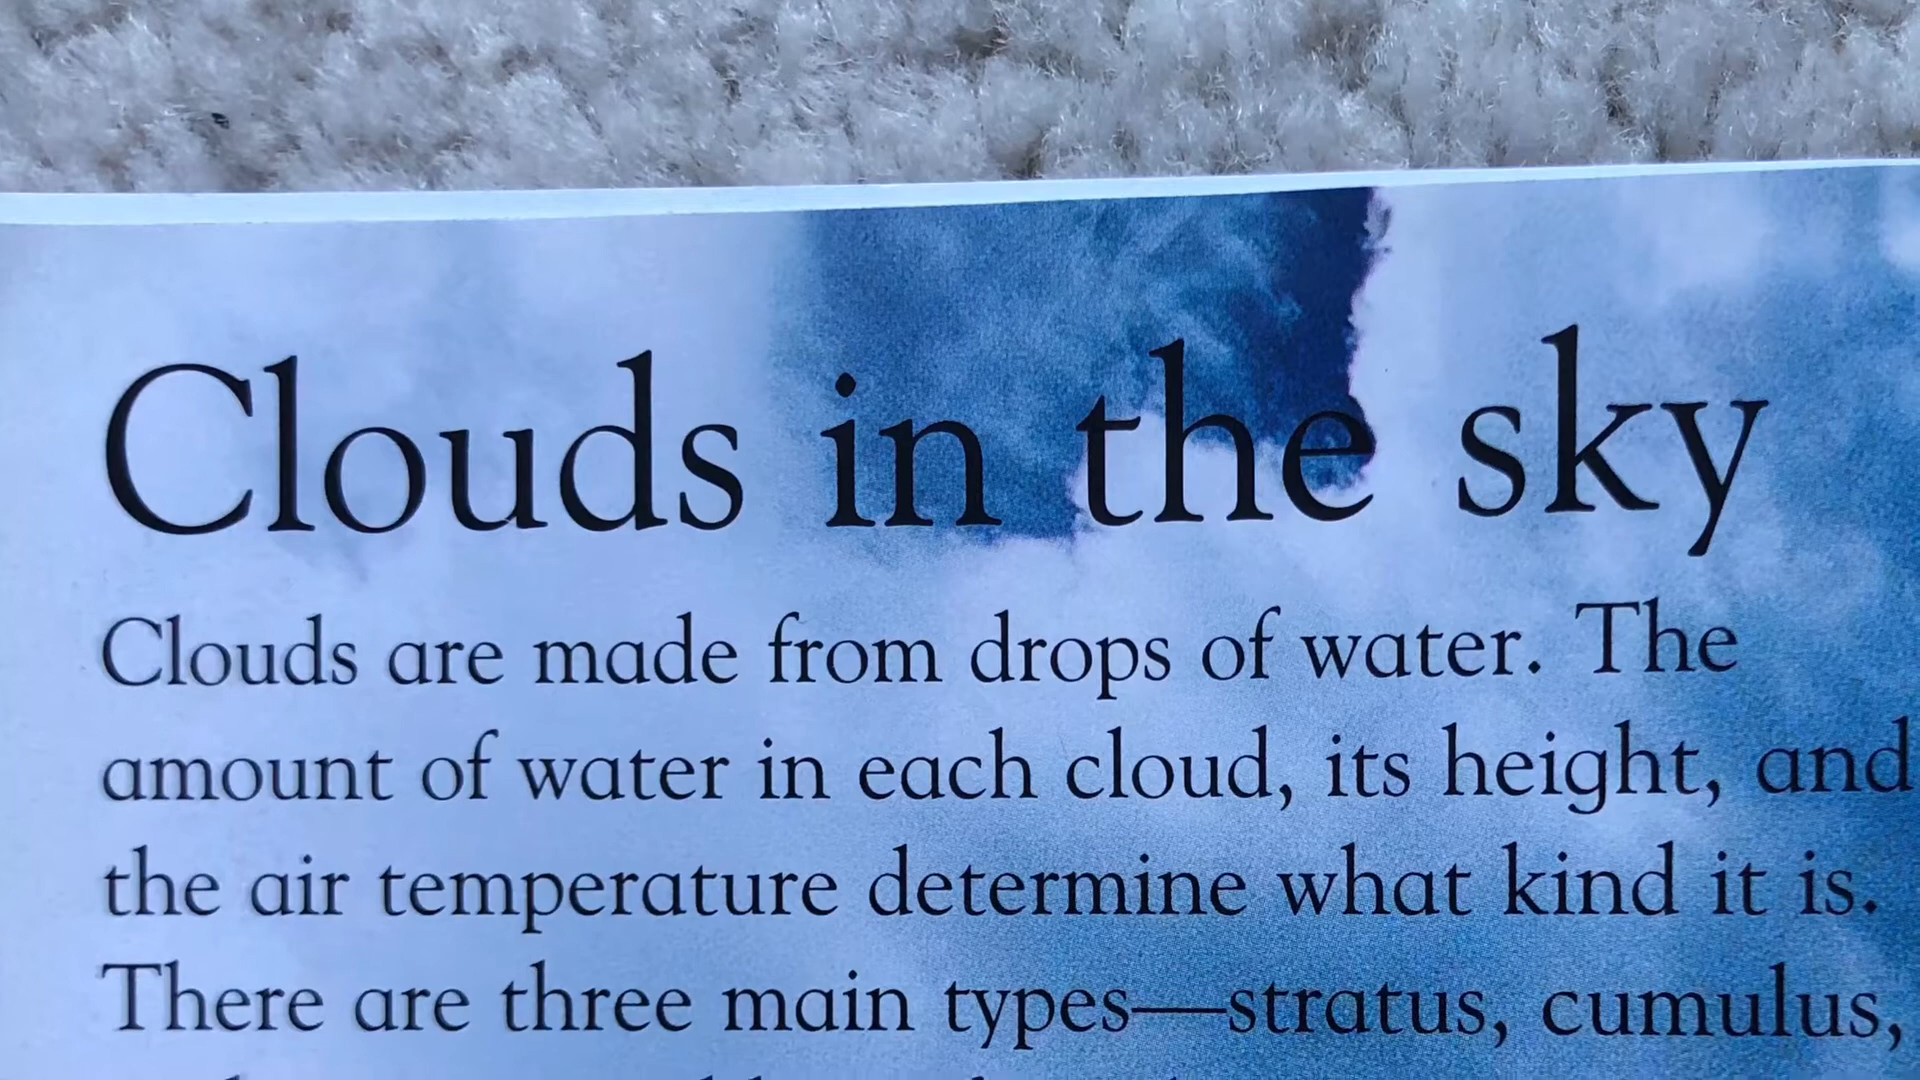 Clouds in the sky
Clouds are made from drops of water. The
amount of water in each cloud, its height, and
the air temperature determine what kind it is.
There are three main types—stratus, cumulus,